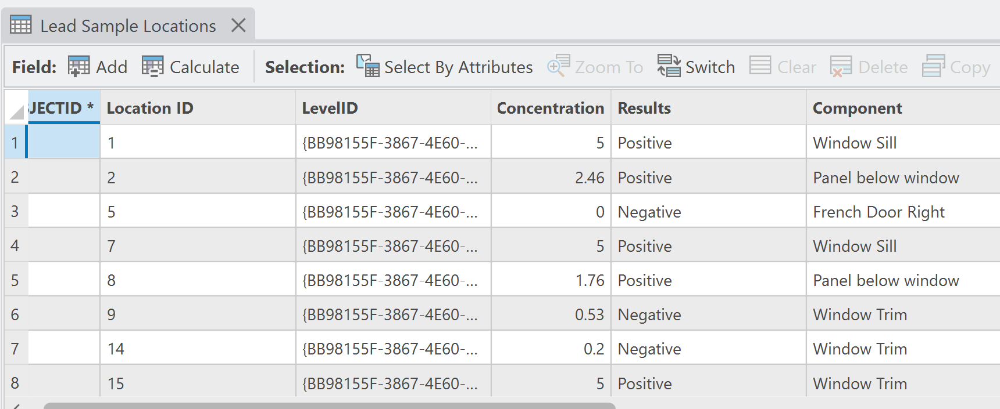 Lead Sample Locations
Field: Add Calculate Selection: Select By Attributes Zoom To Switch Clear Delete Copy
JECTID * Location ID LevelID Concentration Results Component
1 1 {BB98155F-3867-4E60-... 5 Positive Window Sill
2 2 {BB98155F-3867-4E60-... 2.46 Positive Panel below window
3 5 {BB98155F-3867-4E60-... 0 Negative French Door Right
4 7 {BB98155F-3867-4E60-... 5 Positive Window Sill
5 8 {BB98155F-3867-4E60-... 1.76 Positive Panel below window
6 9 {BB98155F-3867-4E60-... 0.53 Negative Window Trim
7 14 {BB98155F-3867-4E60-... 0.2 Negative Window Trim
8 15 {BB98155F-3867-4E60-... 5 Positive Window Trim